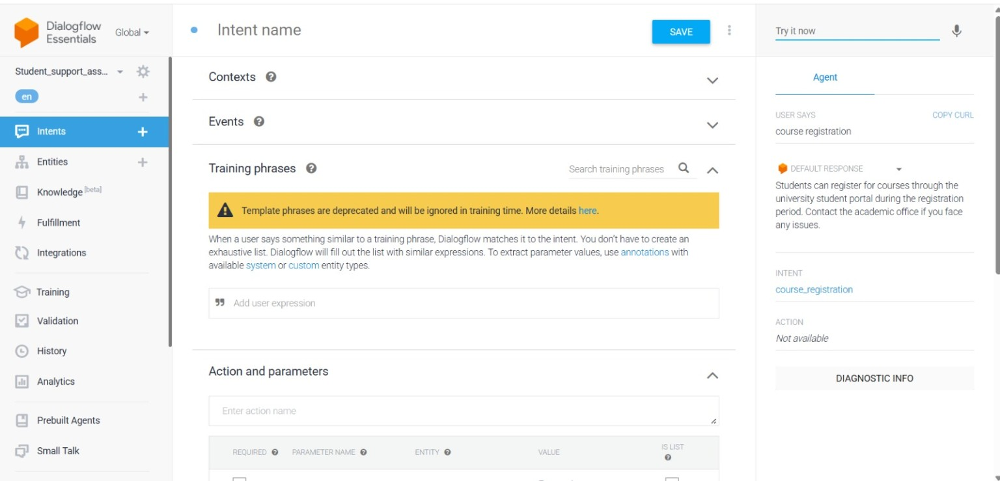 Dialogflow
Essentials
Global
Student_support_ass...
en
Intents
Entities
Knowledge [beta]
Fulfillment
Integrations
Training
Validation
History
Analytics
Prebuilt Agents
Small Talk
Intent name
SAVE
Contexts
Events
Training phrases
Search training phrases
Template phrases are deprecated and will be ignored in training time. More details here.
When a user says something similar to a training phrase, Dialogflow matches it to the intent. You don't have to create an
exhaustive list. Dialogflow will fill out the list with similar expressions. To extract parameter values, use annotations with
available system or custom entity types.
Add user expression
Action and parameters
Enter action name
REQUIRED PARAMETER NAME ENTITY VALUE IS LIST
Try it now
Agent
USER SAYS COPY CURL
course registration
DEFAULT RESPONSE
Students can register for courses through the
university student portal during the registration
period. Contact the academic office if you face
any issues.
INTENT
course_registration
ACTION
Not available
DIAGNOSTIC INFO